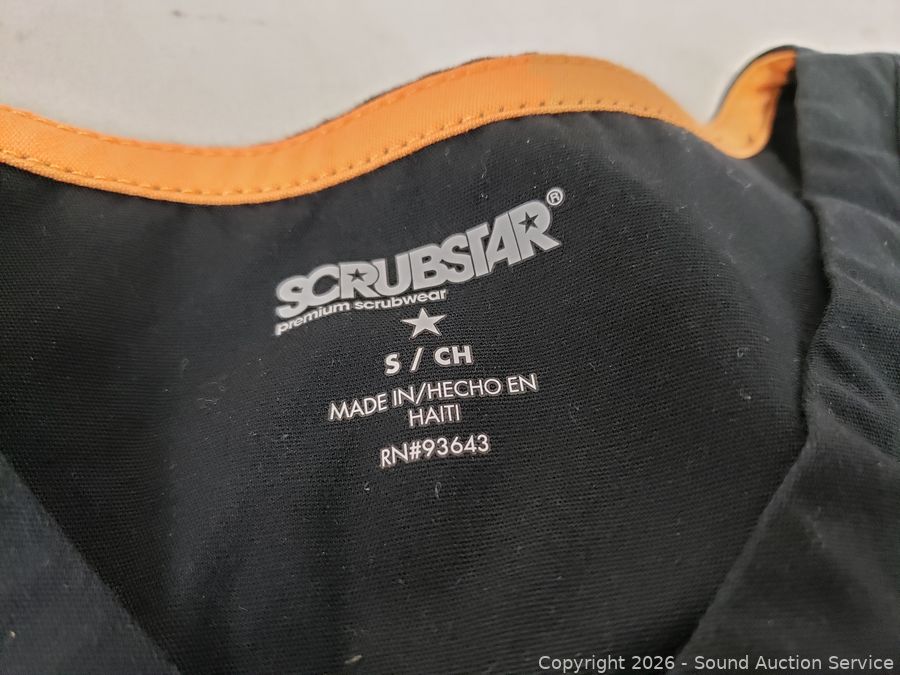 SCRUBSTAR®
premium scrubwear
S / CH
MADE IN/HECHO EN
HAITI
RN#93643
Copyright 2026 - Sound Auction Service